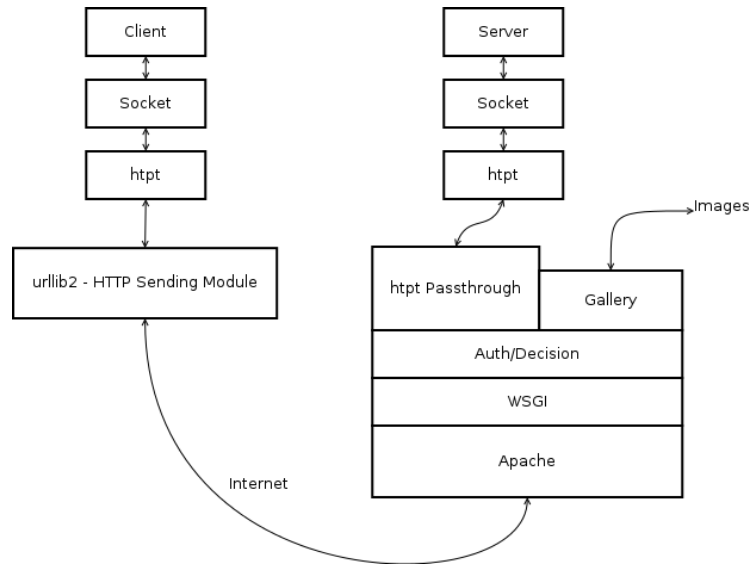 Client
Server
Socket
Socket
htpt
htpt
Images
urllib2 - HTTP Sending Module
htpt Passthrough
Gallery
Auth/Decision
WSGI
Apache
Internet